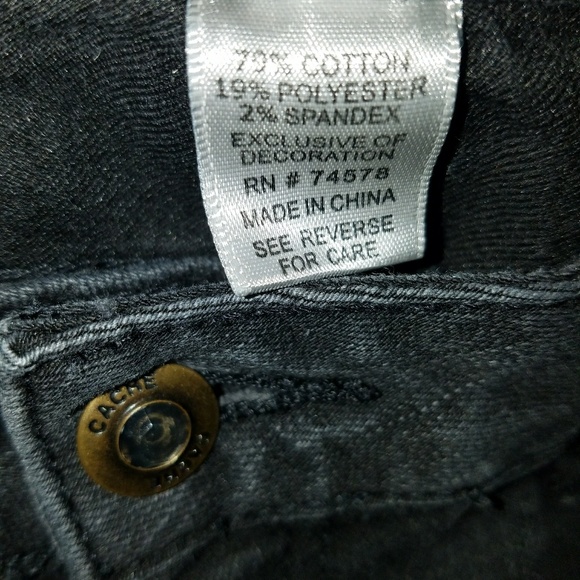 79% COTTON
19% POLYESTER
2% SPANDEX
EXCLUSIVE OF
DECORATION
RN # 74578
MADE IN CHINA
SEE REVERSE
FOR CARE
CACHE